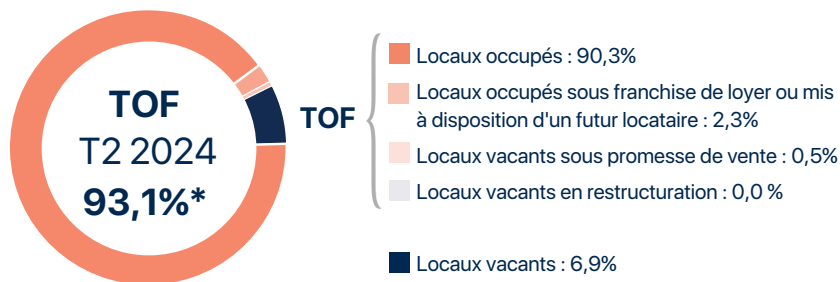 TOF
T2 2024
93,1%*
TOF
Locaux occupés : 90,3%
Locaux occupés sous franchise de loyer ou mis
à disposition d'un futur locataire : 2,3%
Locaux vacants sous promesse de vente : 0,5%
Locaux vacants en restructuration : 0,0 %
Locaux vacants : 6,9%